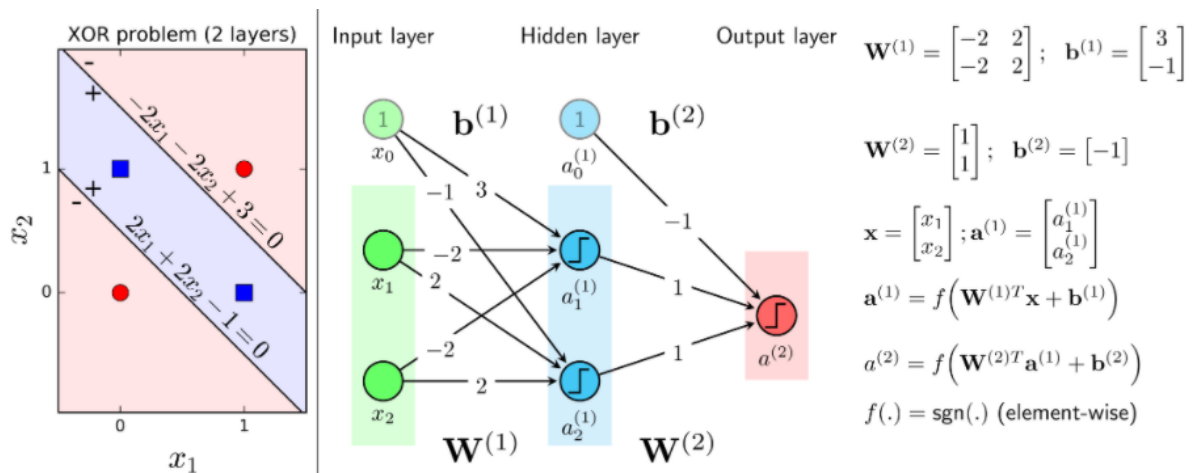 XOR problem (2 layers)
-
+
−2x₁ − 2x₂ + 3 = 0
+
-
2x₁ + 2x₂ − 1 = 0
1
0
x₂
0 1
x₁
Input layer Hidden layer Output layer
1 b⁽¹⁾ 1 b⁽²⁾
x₀ a₀⁽¹⁾
3
−1
−1
x₁ −2 a₁⁽¹⁾
2
1
a⁽²⁾
−2
1
x₂ 2 a₂⁽¹⁾
W⁽¹⁾ W⁽²⁾
W⁽¹⁾ = [−2 2; −2 2] ; b⁽¹⁾ = [3; −1]
W⁽²⁾ = [1; 1] ; b⁽²⁾ = [−1]
x = [x₁; x₂] ; a⁽¹⁾ = [a₁⁽¹⁾; a₂⁽¹⁾]
a⁽¹⁾ = f(W⁽¹⁾ᵀx + b⁽¹⁾)
a⁽²⁾ = f(W⁽²⁾ᵀa⁽¹⁾ + b⁽²⁾)
f(.) = sgn(.) (element-wise)